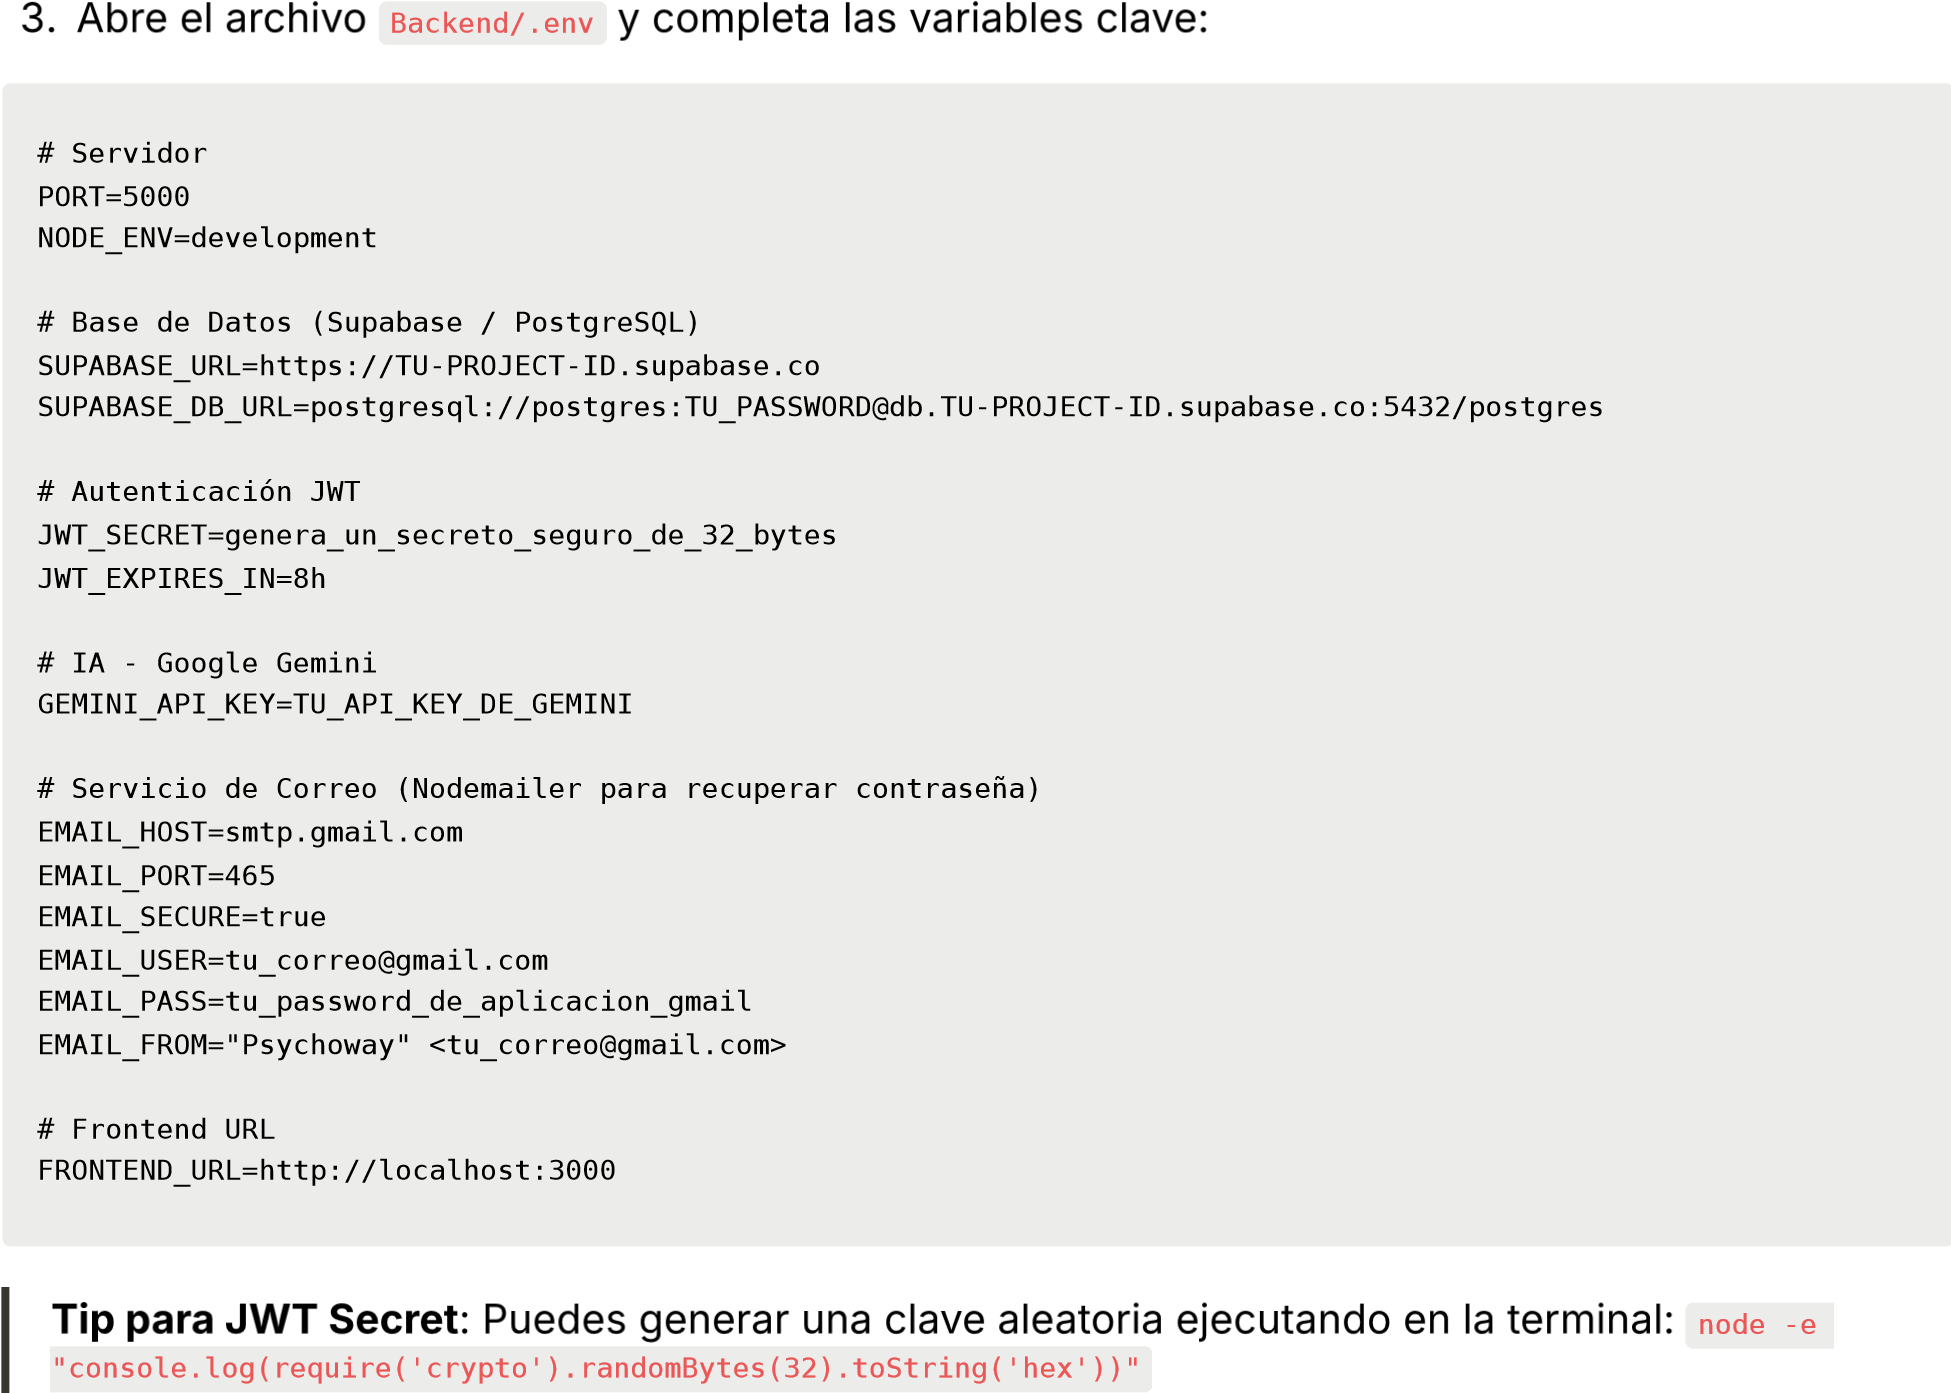 3. Abre el archivo Backend/.env y completa las variables clave:
# Servidor
PORT=5000
NODE_ENV=development
# Base de Datos (Supabase / PostgreSQL)
SUPABASE_URL=https://TU-PROJECT-ID.supabase.co
SUPABASE_DB_URL=postgresql://postgres:TU_PASSWORD@db.TU-PROJECT-ID.supabase.co:5432/postgres
# Autenticación JWT
JWT_SECRET=genera_un_secreto_seguro_de_32_bytes
JWT_EXPIRES_IN=8h
# IA - Google Gemini
GEMINI_API_KEY=TU_API_KEY_DE_GEMINI
# Servicio de Correo (Nodemailer para recuperar contraseña)
EMAIL_HOST=smtp.gmail.com
EMAIL_PORT=465
EMAIL_SECURE=true
EMAIL_USER=tu_correo@gmail.com
EMAIL_PASS=tu_password_de_aplicacion_gmail
EMAIL_FROM="Psychoway" <tu_correo@gmail.com>
# Frontend URL
FRONTEND_URL=http://localhost:3000
Tip para JWT Secret: Puedes generar una clave aleatoria ejecutando en la terminal: node -e
"console.log(require('crypto').randomBytes(32).toString('hex'))"